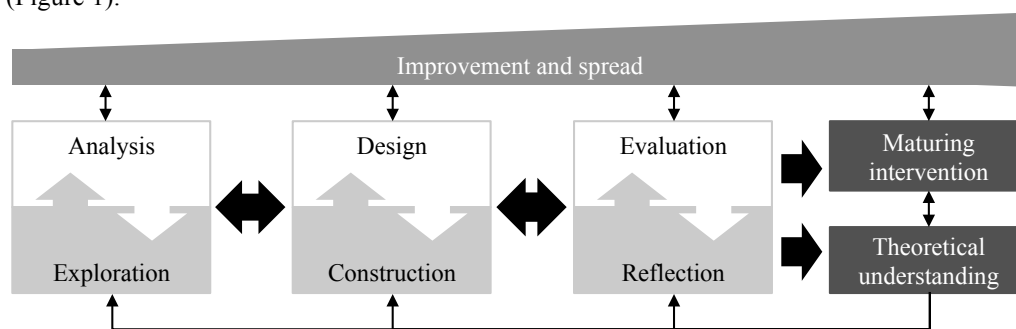 (Figure 1).
Improvement and spread
Analysis
Design
Evaluation
Maturing
intervention
Exploration
Construction
Reflection
Theoretical
understanding